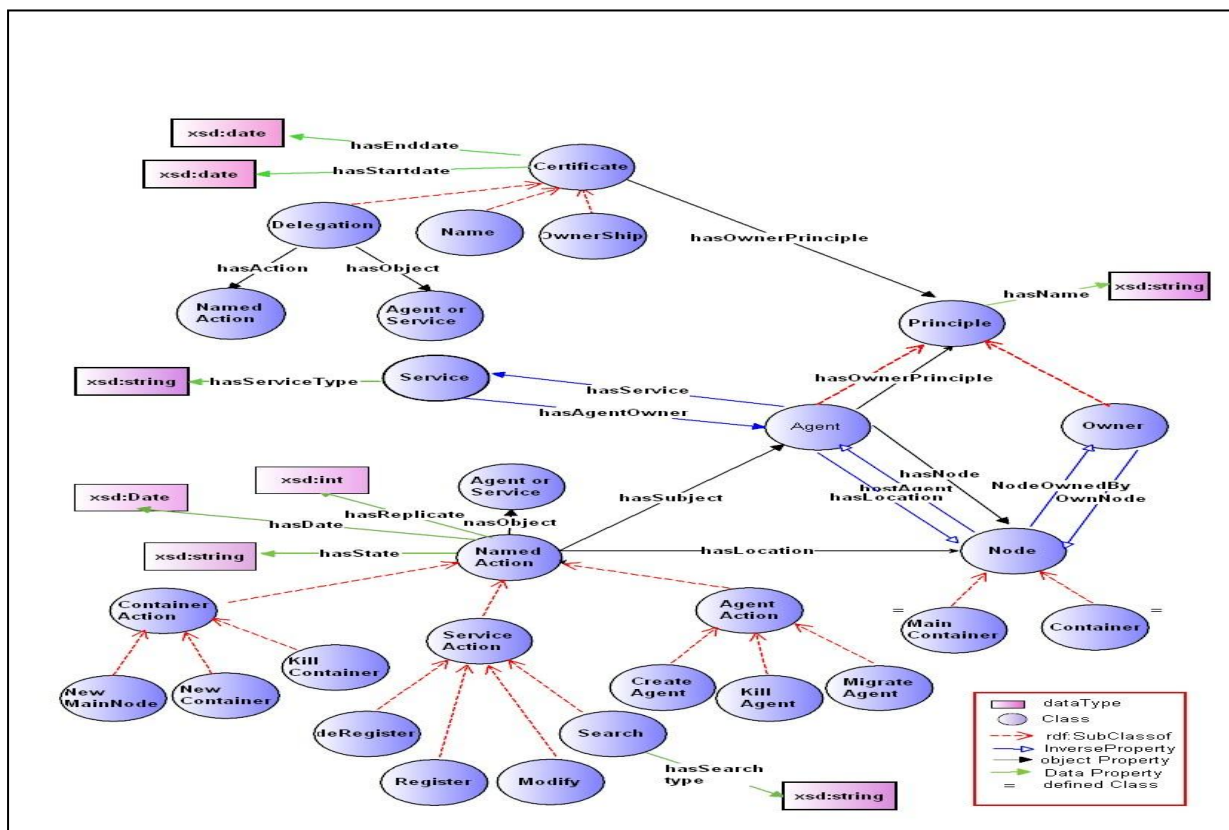 xsd:date
hasEnddate
xsd:date
hasStartdate
Certificate
Delegation
Name
OwnerShip
hasOwnerPrinciple
hasAction
hasObject
Named
Action
Agent or
Service
hasName
xsd:string
Principle
xsd:string
hasServiceType
Service
hasService
hasAgentOwner
hasOwnerPrinciple
Agent
Owner
xsd:int
xsd:Date
hasReplicate
hasDate
Agent or
Service
nasObject
hasSubject
hasNode
hostAgent
hasLocation
NodeOwnedBy
OwnNode
xsd:string
hasState
Named
Action
hasLocation
Node
Container
Action
Service
Action
Agent
Action
=
Main
Container
Container
=
New
MainNode
New
Container
Kill
Container
Create
Agent
Kill
Agent
Migrate
Agent
deRegister
Register
Modify
Search
hasSearch
type
xsd:string
dataType
Class
rdf:SubClassof
InverseProperty
object Property
Data Property
= defined Class